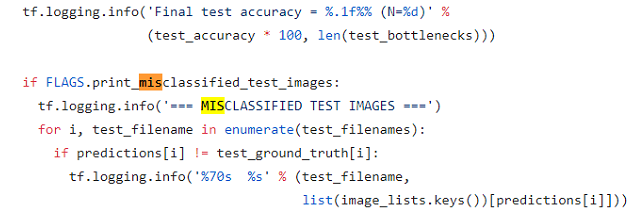 tf.logging.info('Final test accuracy = %.1f%% (N=%d)' %
                (test_accuracy * 100, len(test_bottlenecks)))

if FLAGS.print_misclassified_test_images:
  tf.logging.info('=== MISCLASSIFIED TEST IMAGES ===')
  for i, test_filename in enumerate(test_filenames):
    if predictions[i] != test_ground_truth[i]:
      tf.logging.info('%70s  %s' % (test_filename,
                                    list(image_lists.keys())[predictions[i]]))